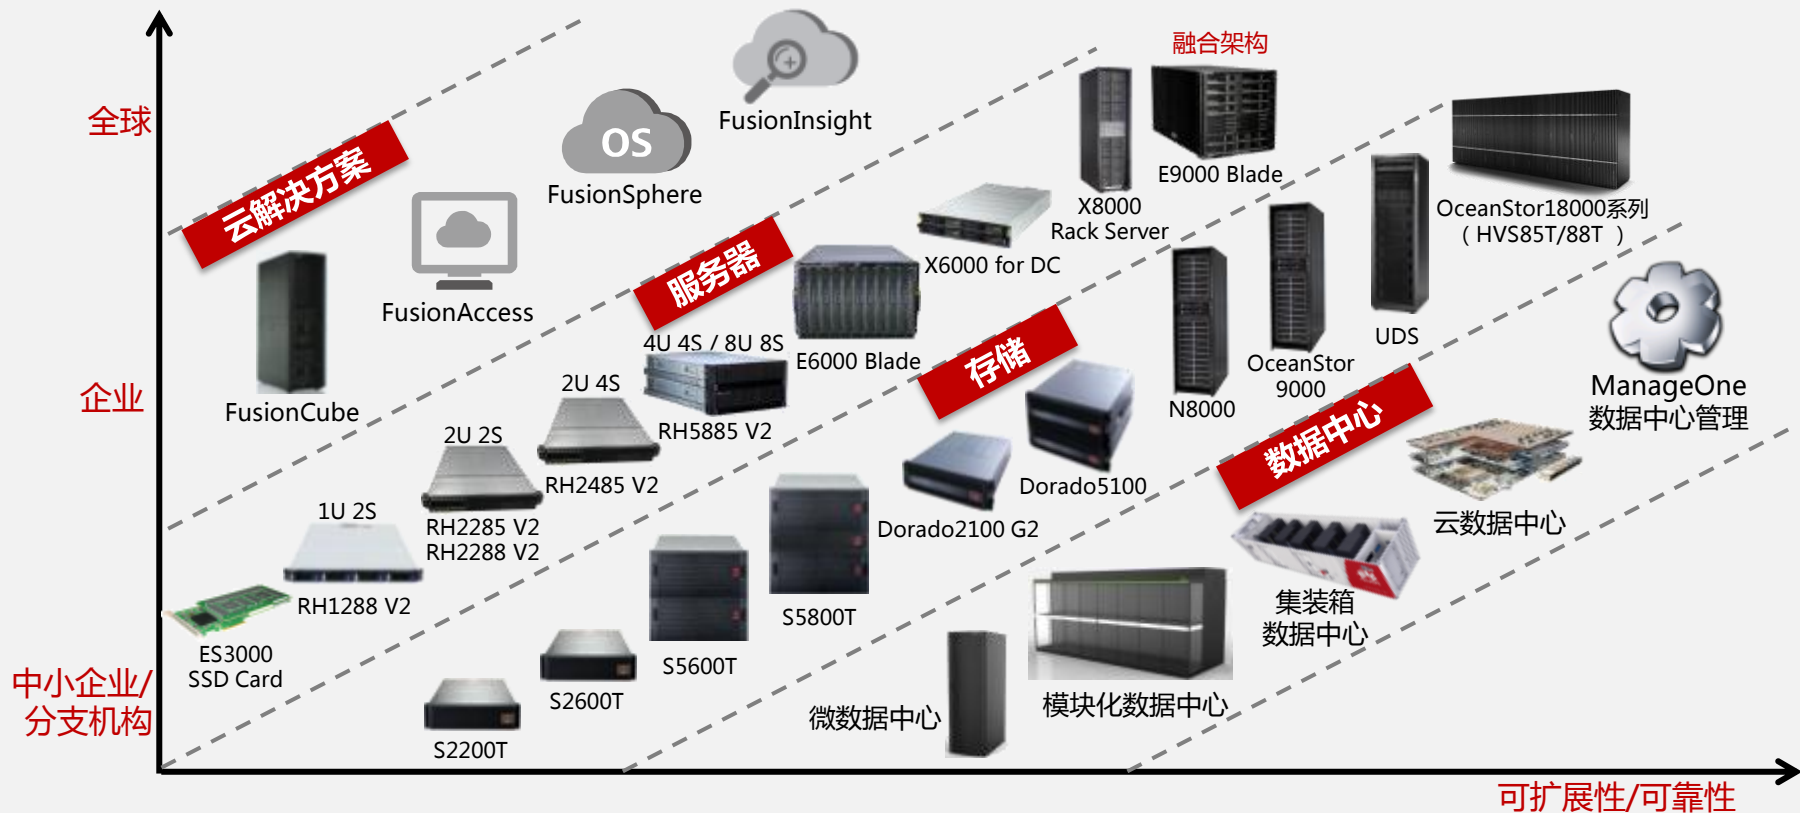 融合架构
全球
FusionInsight
OS
FusionSphere
云解决方案
E9000 Blade
X8000
Rack Server
OceanStor18000系列
（ HVS85T/88T ）
服务器
X6000 for DC
FusionAccess
UDS
4U 4S / 8U 8S
E6000 Blade
存储
OceanStor
9000
ManageOne
数据中心管理
企业
FusionCube
2U 4S
N8000
RH5885 V2
2U 2S
数据中心
RH2485 V2
Dorado5100
1U 2S
RH2285 V2
RH2288 V2
Dorado2100 G2
云数据中心
RH1288 V2
S5800T
集装箱
数据中心
ES3000
SSD Card
S5600T
中小企业/
分支机构
S2600T
模块化数据中心
微数据中心
S2200T
可扩展性/可靠性